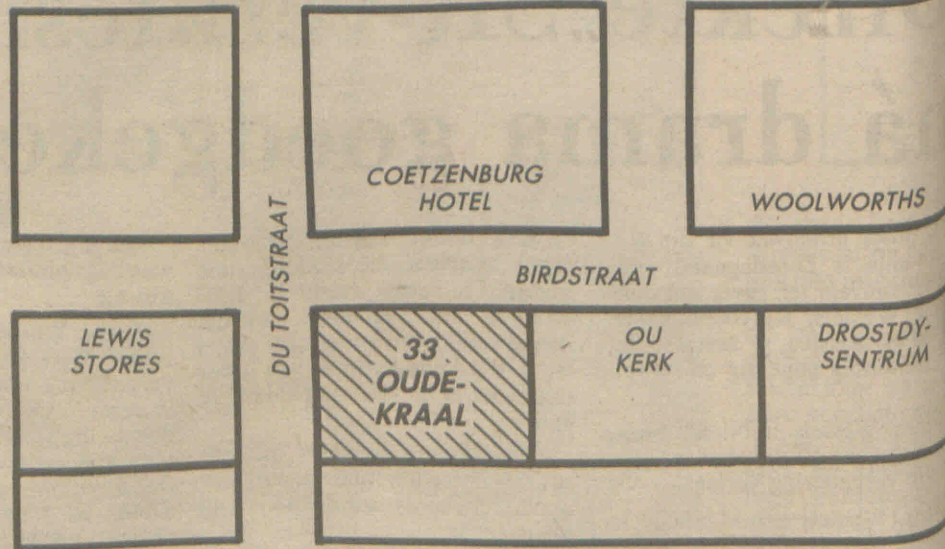 COETZENBURG
HOTEL
WOOLWORTHS
DU TOITSTRAAT
BIRDSTRAAT
LEWIS
STORES
33
OUDE-
KRAAL
OU
KERK
DROSTDY-
SENTRUM